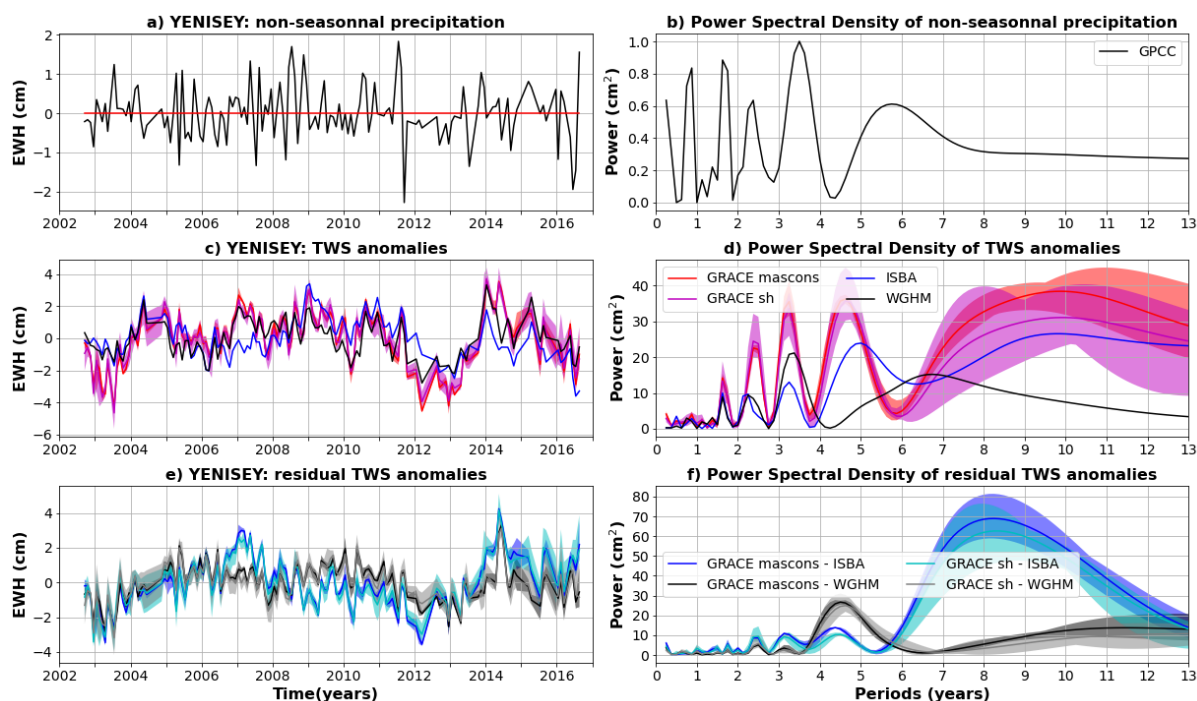 a) YENISEY: non-seasonnal precipitation
EWH (cm)
2
1
0
−1
−2
2002 2004 2006 2008 2010 2012 2014 2016
b) Power Spectral Density of non-seasonnal precipitation
Power (cm²)
1.0
0.8
0.6
0.4
0.2
0.0
GPCC
0 1 2 3 4 5 6 7 8 9 10 11 12 13
c) YENISEY: TWS anomalies
EWH (cm)
4
2
0
−2
−4
−6
2002 2004 2006 2008 2010 2012 2014 2016
d) Power Spectral Density of TWS anomalies
Power (cm²)
40
30
20
10
0
GRACE mascons
GRACE sh
ISBA
WGHM
0 1 2 3 4 5 6 7 8 9 10 11 12 13
e) YENISEY: residual TWS anomalies
EWH (cm)
4
2
0
−2
−4
2002 2004 2006 2008 2010 2012 2014 2016
Time(years)
f) Power Spectral Density of residual TWS anomalies
Power (cm²)
80
70
60
50
40
30
20
10
0
GRACE mascons - ISBA
GRACE mascons - WGHM
GRACE sh - ISBA
GRACE sh - WGHM
0 1 2 3 4 5 6 7 8 9 10 11 12 13
Periods (years)